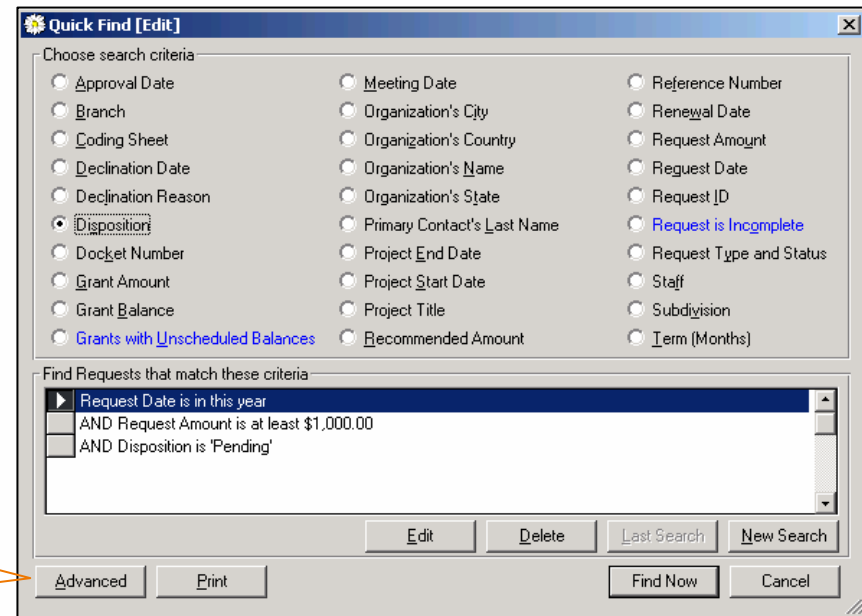 Quick Find [Edit]
Choose search criteria
Approval Date
Branch
Coding Sheet
Declination Date
Declination Reason
Disposition
Docket Number
Grant Amount
Grant Balance
Grants with Unscheduled Balances
Meeting Date
Organization's City
Organization's Country
Organization's Name
Organization's State
Primary Contact's Last Name
Project End Date
Project Start Date
Project Title
Recommended Amount
Reference Number
Renewal Date
Request Amount
Request Date
Request ID
Request is Incomplete
Request Type and Status
Staff
Subdivision
Term (Months)
Find Requests that match these criteria
Request Date is in this year
AND Request Amount is at least $1,000.00
AND Disposition is 'Pending'
Edit Delete Last Search New Search
Advanced Print Find Now Cancel